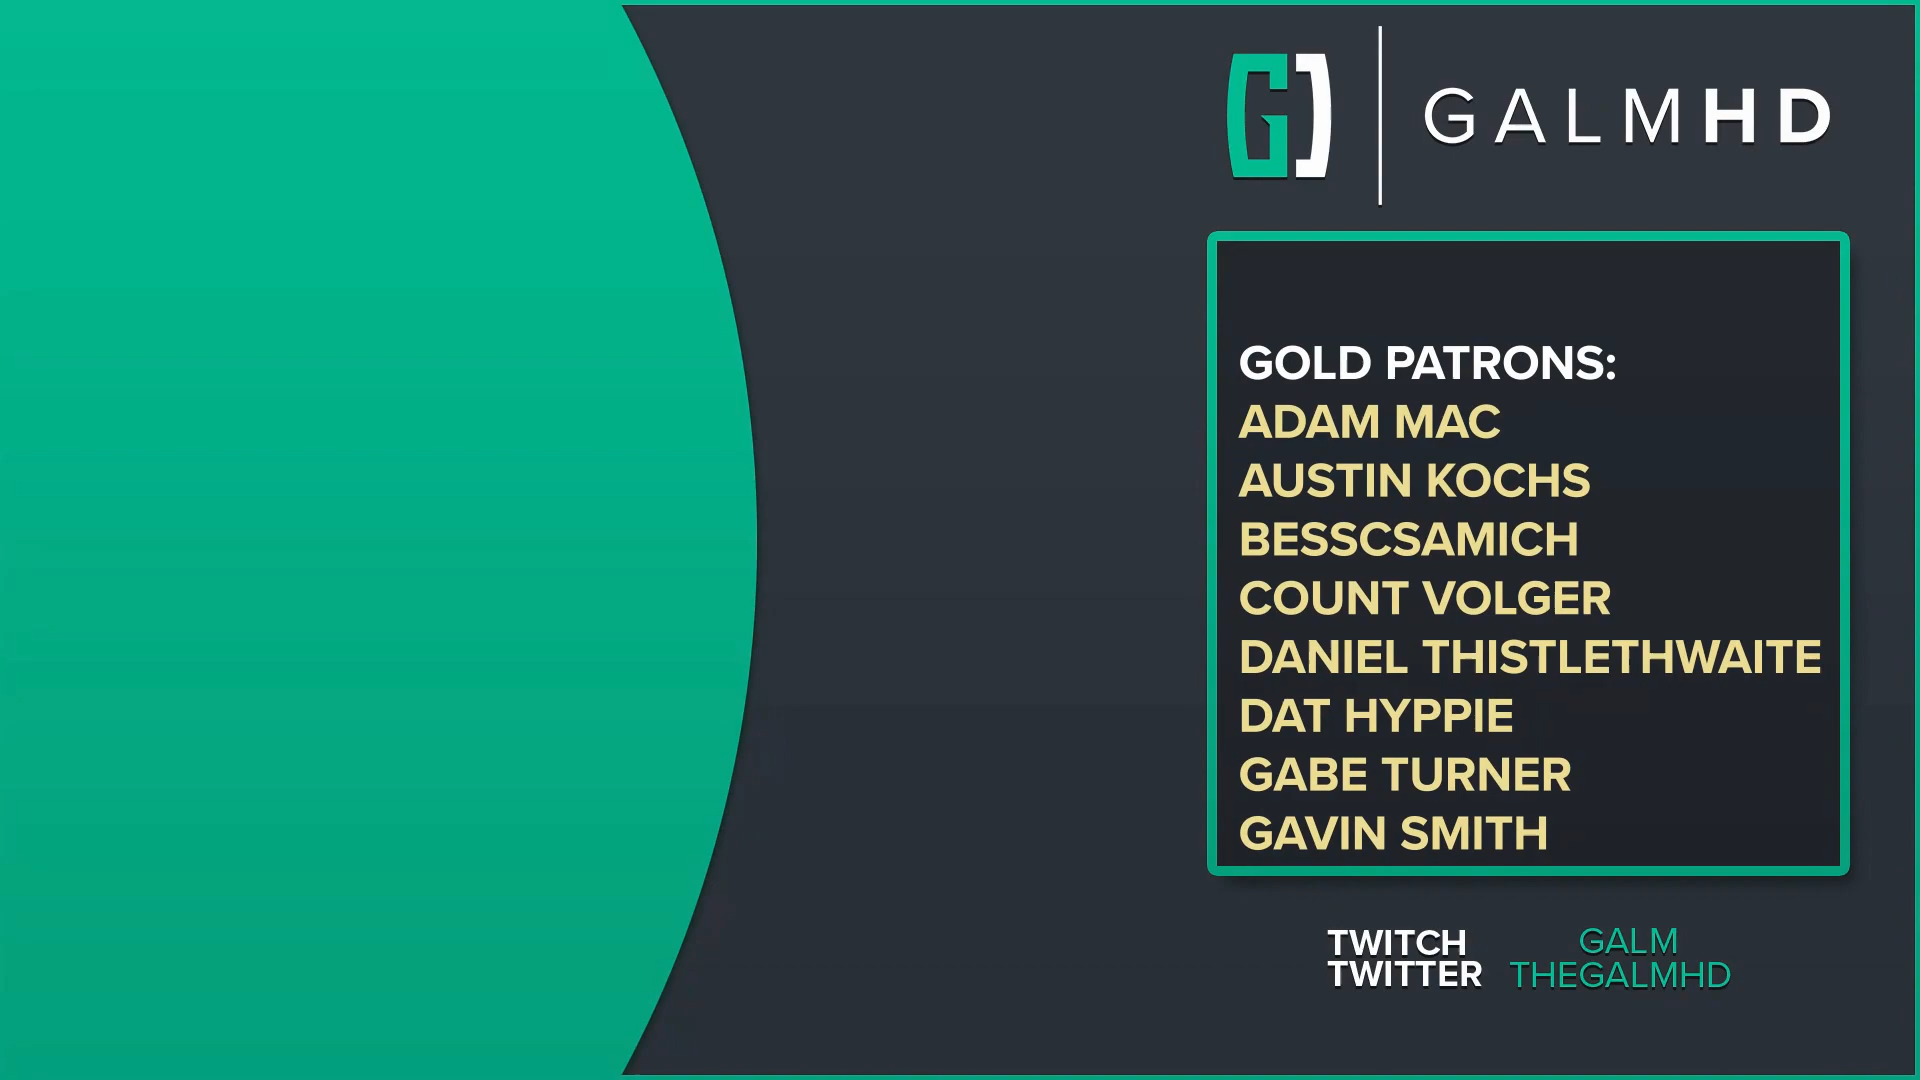 GALMHD
GOLD PATRONS:
ADAM MAC
AUSTIN KOCHS
BESSCSAMICH
COUNT VOLGER
DANIEL THISTLETHWAITE
DAT HYPPIE
GABE TURNER
GAVIN SMITH
TWITCH GALM
TWITTER THEGALMHD